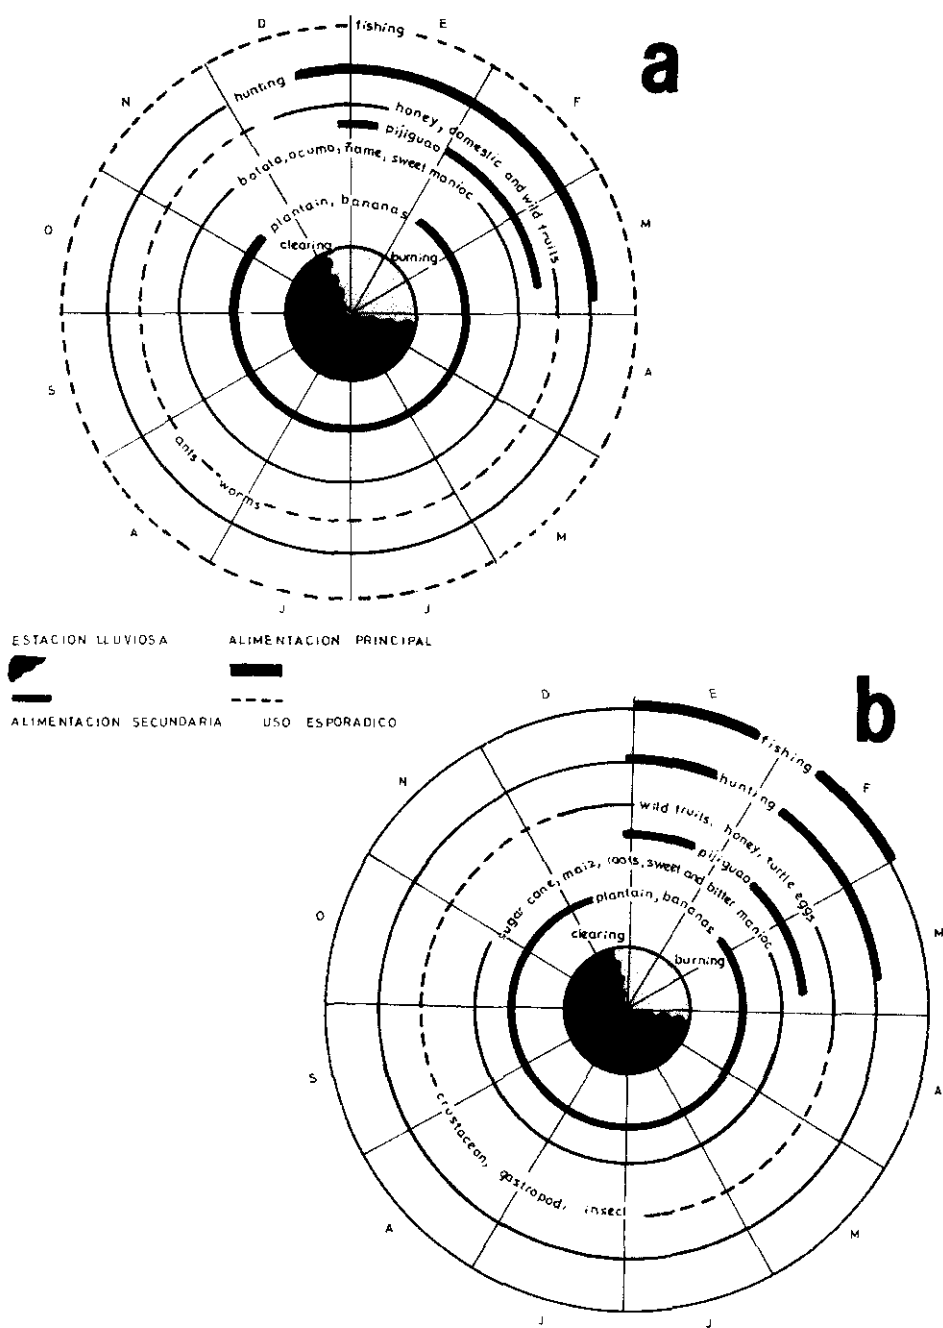 a
D
E
N
F
O
M
S
A
A
M
J
J
fishing
hunting
honey, domestic and wild fruits
pijiguao
batata, ocumo, ñame, sweet manioc
plantain, bananas
clearing
burning
ants
worms
ESTACION LLUVIOSA
ALIMENTACION PRINCIPAL
ALIMENTACION SECUNDARIA
USO ESPORADICO
b
D
E
N
F
O
M
S
A
A
M
J
J
fishing
hunting
wild fruits, honey, turtle eggs
pijiguao
sugar cane, maiz, roots, sweet and bitter manioc
plantain, bananas
clearing
burning
crustacean, gastropod, insect